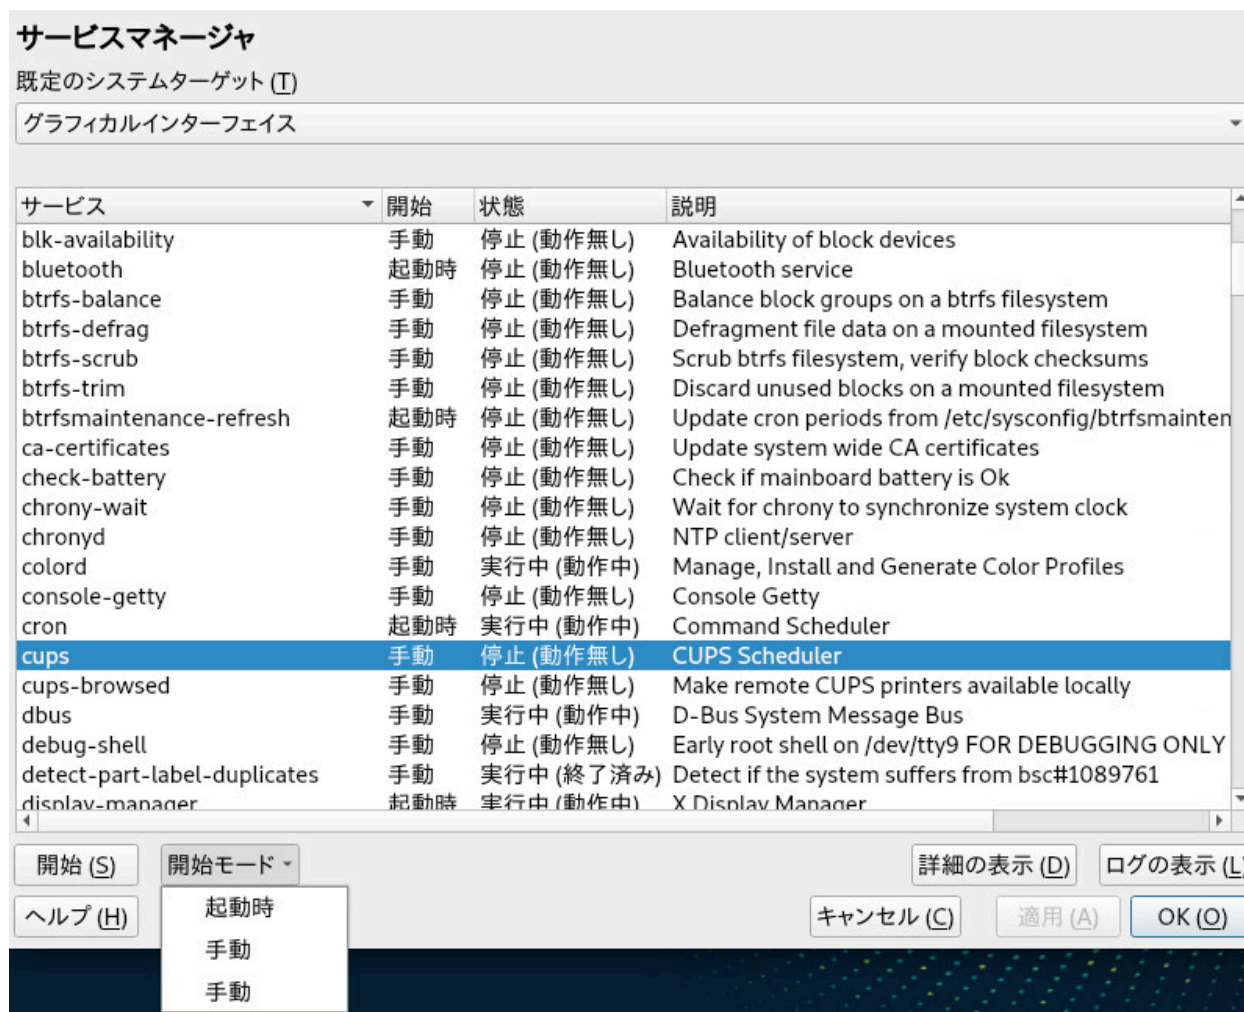 サービスマネージャ
既定のシステムターゲット (T)
グラフィカルインターフェイス
サービス 開始 状態 説明
blk-availability 手動 停止 (動作無し) Availability of block devices
bluetooth 起動時 停止 (動作無し) Bluetooth service
btrfs-balance 手動 停止 (動作無し) Balance block groups on a btrfs filesystem
btrfs-defrag 手動 停止 (動作無し) Defragment file data on a mounted filesystem
btrfs-scrub 手動 停止 (動作無し) Scrub btrfs filesystem, verify block checksums
btrfs-trim 手動 停止 (動作無し) Discard unused blocks on a mounted filesystem
btrfsmaintenance-refresh 起動時 停止 (動作無し) Update cron periods from /etc/sysconfig/btrfsmainten
ca-certificates 手動 停止 (動作無し) Update system wide CA certificates
check-battery 手動 停止 (動作無し) Check if mainboard battery is Ok
chrony-wait 手動 停止 (動作無し) Wait for chrony to synchronize system clock
chronyd 手動 停止 (動作無し) NTP client/server
colord 手動 実行中 (動作中) Manage, Install and Generate Color Profiles
console-getty 手動 停止 (動作無し) Console Getty
cron 起動時 実行中 (動作中) Command Scheduler
cups 手動 停止 (動作無し) CUPS Scheduler
cups-browsed 手動 停止 (動作無し) Make remote CUPS printers available locally
dbus 手動 実行中 (動作中) D-Bus System Message Bus
debug-shell 手動 停止 (動作無し) Early root shell on /dev/tty9 FOR DEBUGGING ONLY
detect-part-label-duplicates 手動 実行中 (終了済み) Detect if the system suffers from bsc#1089761
display-manager 起動時 実行中 (動作中) X Display Manager
開始 (S) 開始モード 詳細の表示 (D) ログの表示 (L
ヘルプ (H) キャンセル (C) 適用 (A) OK (O)
起動時
手動
手動